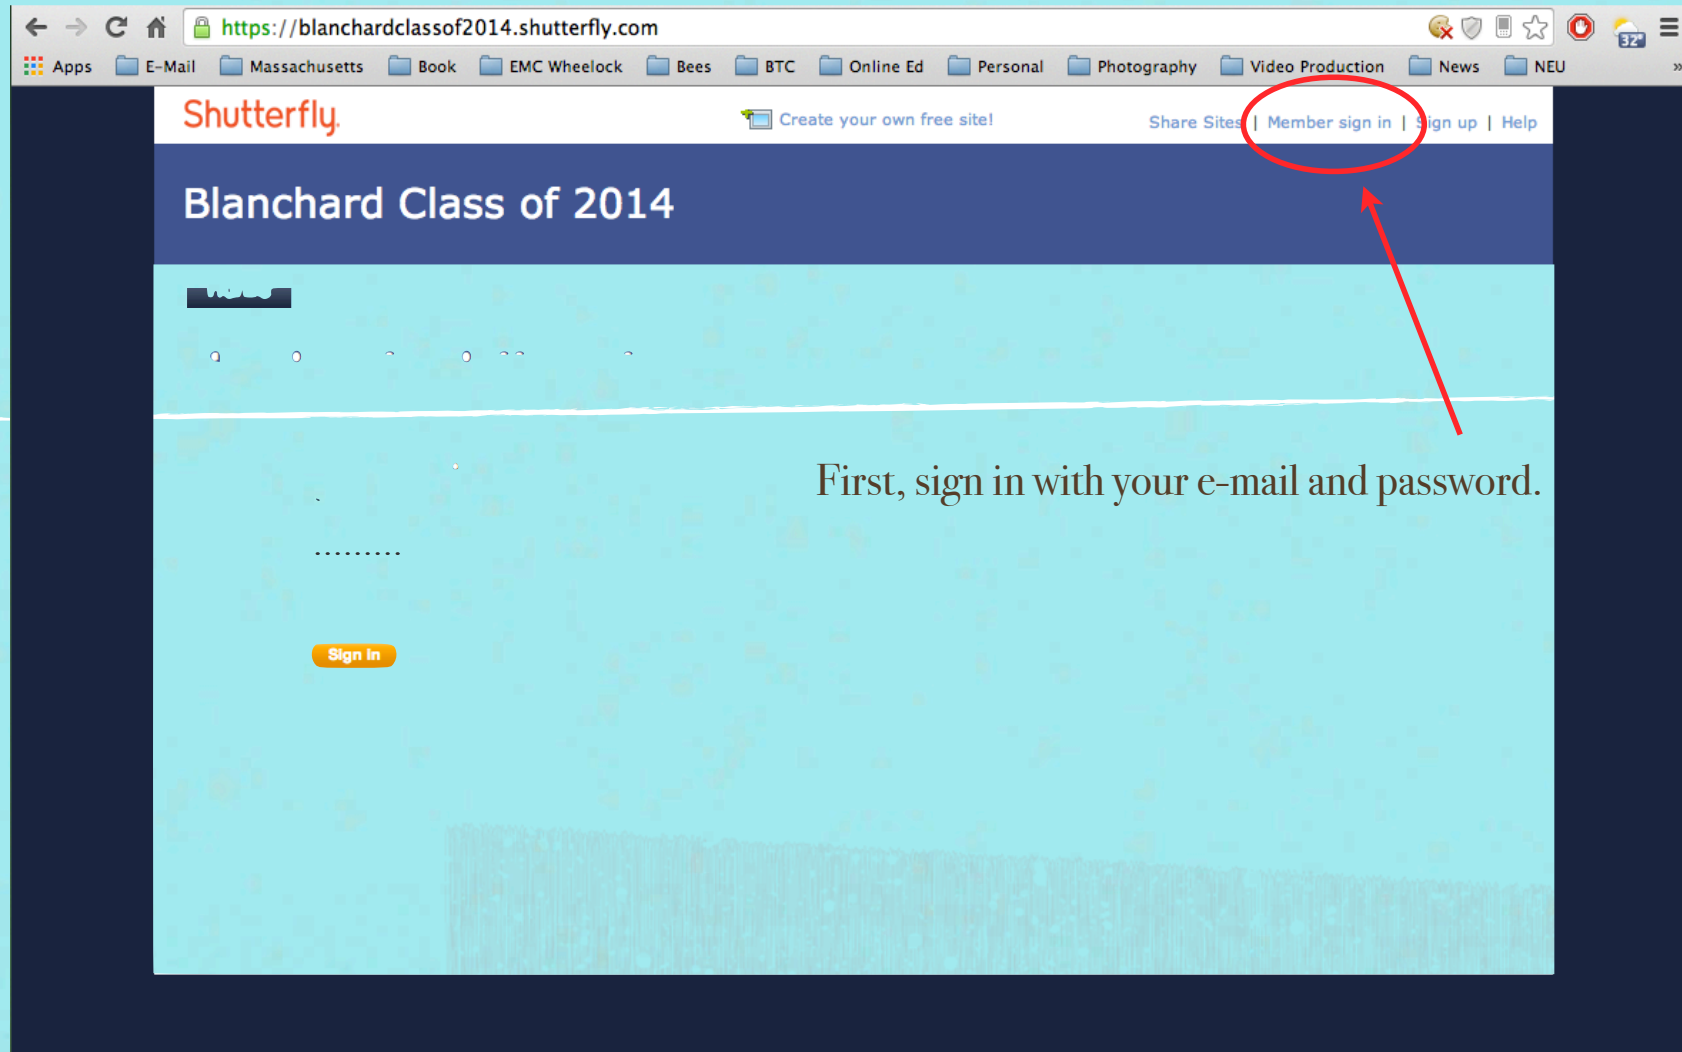 https://blanchardclassof2014.shutterfly.com
32°
Apps E-Mail Massachusetts Book EMC Wheelock Bees BTC Online Ed Personal Photography Video Production News NEU »
Shutterfly. Create your own free site! Share Sites | Member sign in | Sign up | Help
Blanchard Class of 2014
First, sign in with your e-mail and password.
Sign in